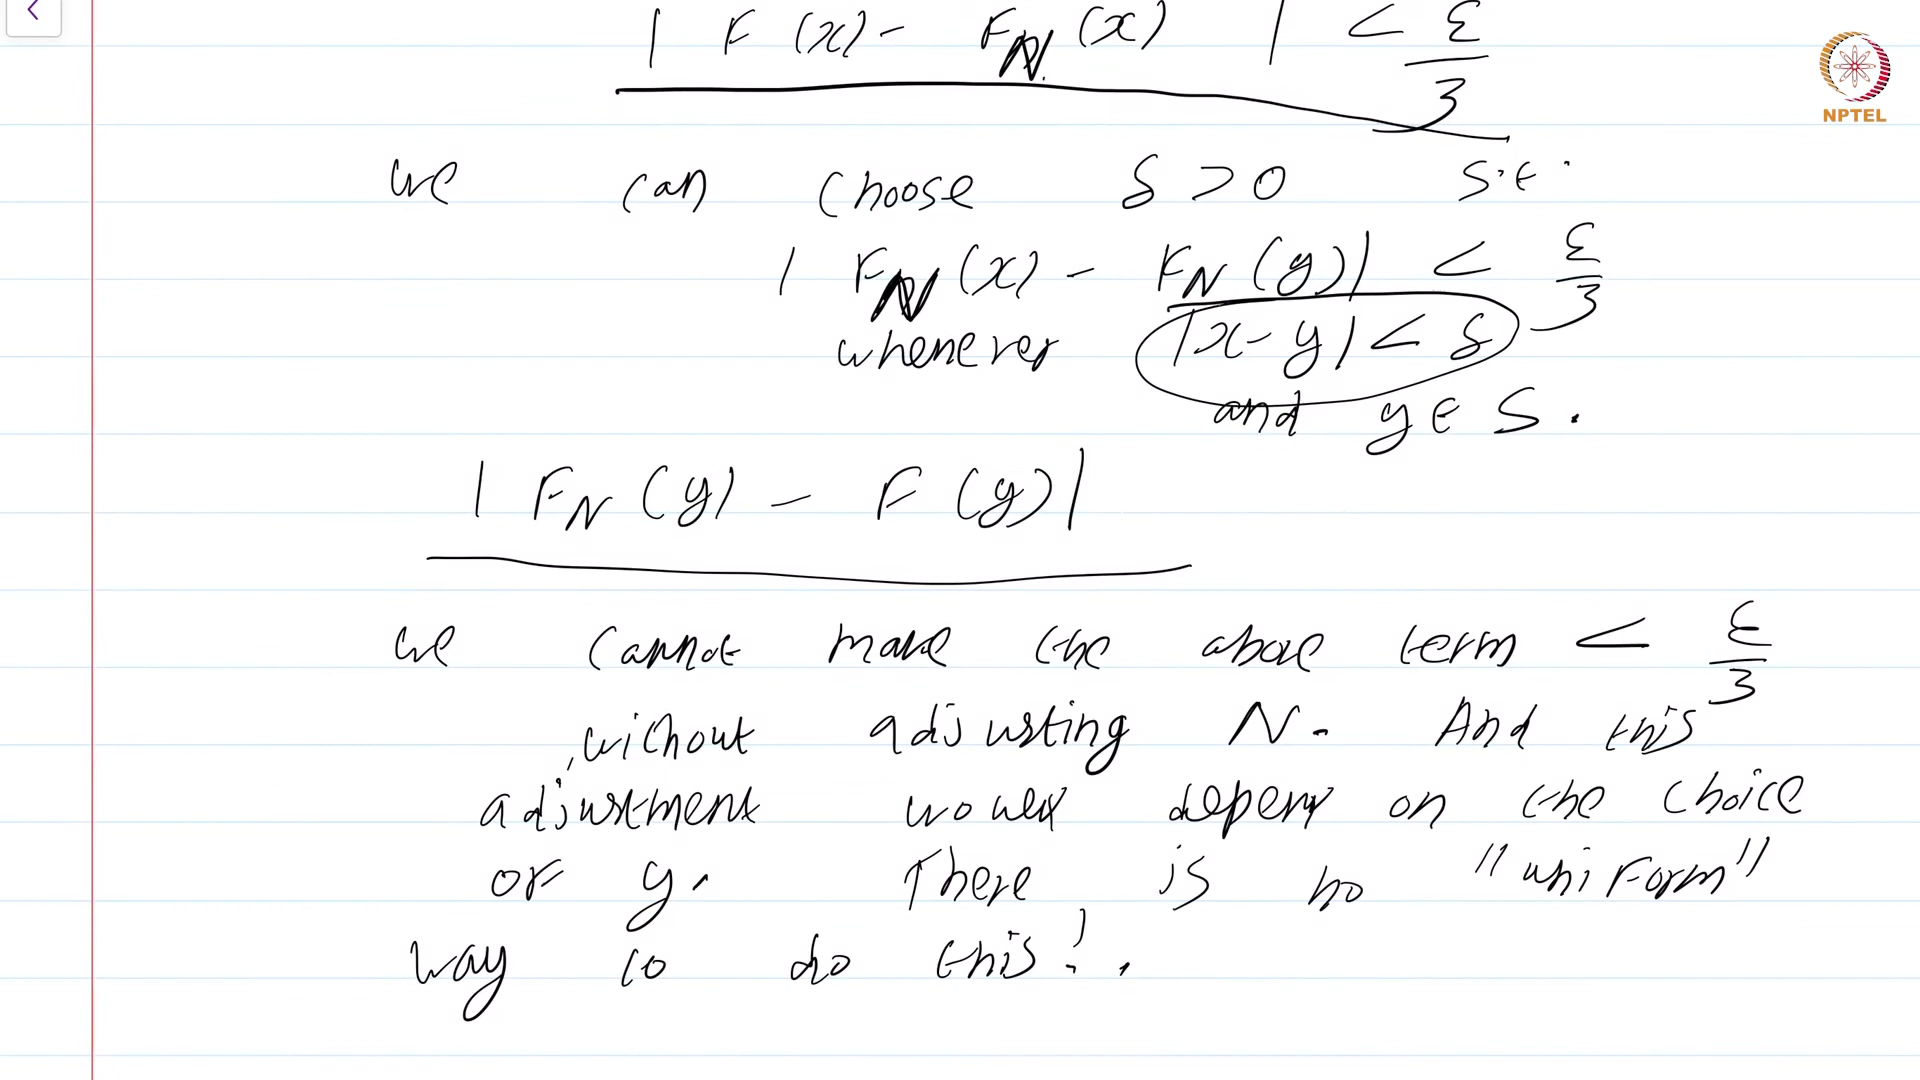 | F (x) - F_N (x) | < ε/3
NPTEL
we can choose δ > 0 s.t.
| F_N (x) - F_N (y) | < ε/3
whenever |x - y| < δ
and y ∈ S.
| F_N (y) - F (y) |
we cannot make the above term < ε/3
without adjusting N. And this
adjustment would depend on the choice
of y. There is no "uniform"
way to do this!.